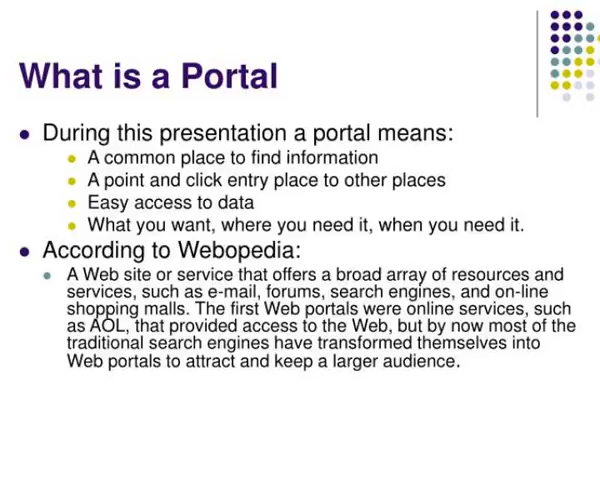 What is a Portal
During this presentation a portal means:
A common place to find information
A point and click entry place to other places
Easy access to data
What you want, where you need it, when you need it.
According to Webopedia:
A Web site or service that offers a broad array of resources and
services, such as e-mail, forums, search engines, and on-line
shopping malls. The first Web portals were online services, such
as AOL, that provided access to the Web, but by now most of the
traditional search engines have transformed themselves into
Web portals to attract and keep a larger audience.